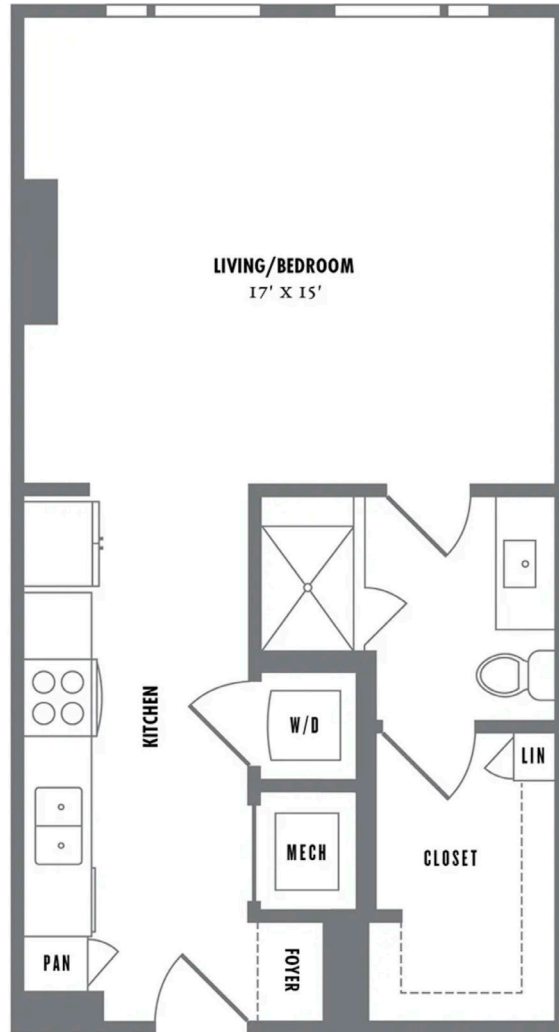 LIVING/BEDROOM
17' X 15'
KITCHEN
W/D
LIN
MECH
CLOSET
PAN
FOYER